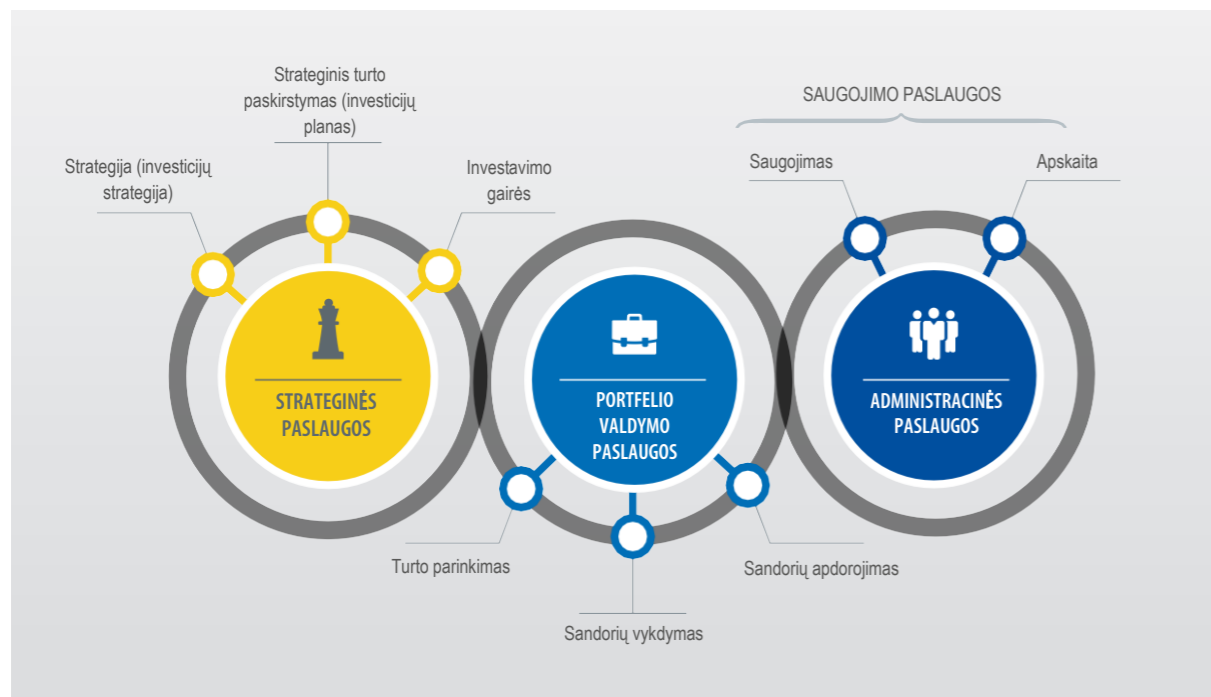 Strateginis turto
paskirstymas (investicijų
planas)
Strategija (investicijų
strategija)
Investavimo
gairės
STRATEGINĖS
PASLAUGOS
PORTFELIO
VALDYMO
PASLAUGOS
Turto parinkimas
Sandorių vykdymas
Sandorių apdorojimas
SAUGOJIMO PASLAUGOS
Saugojimas
Apskaita
ADMINISTRACINĖS
PASLAUGOS